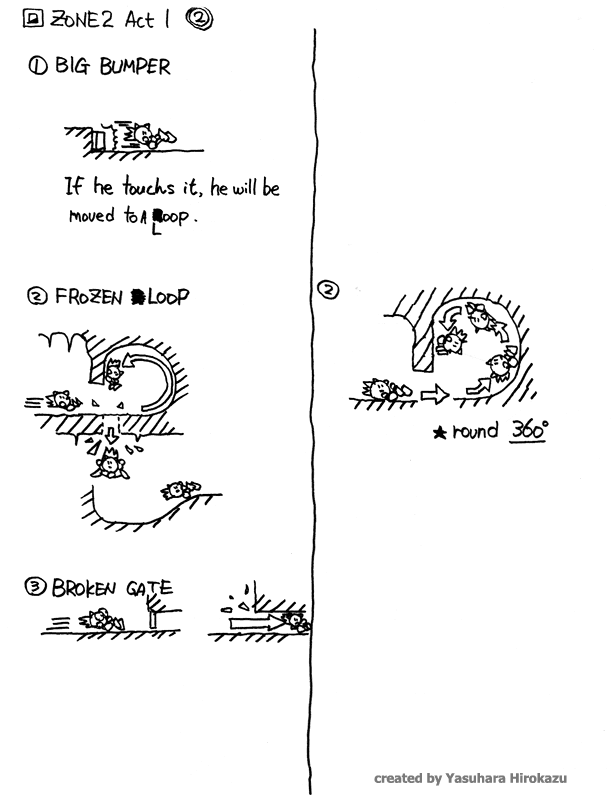 ZONE2 Act 1 ②
① BIG BUMPER
If he touchs it, he will be
moved to A Loop.
② FROZEN LOOP
③ BROKEN GATE
②
★ round 360°
created by Yasuhara Hirokazu